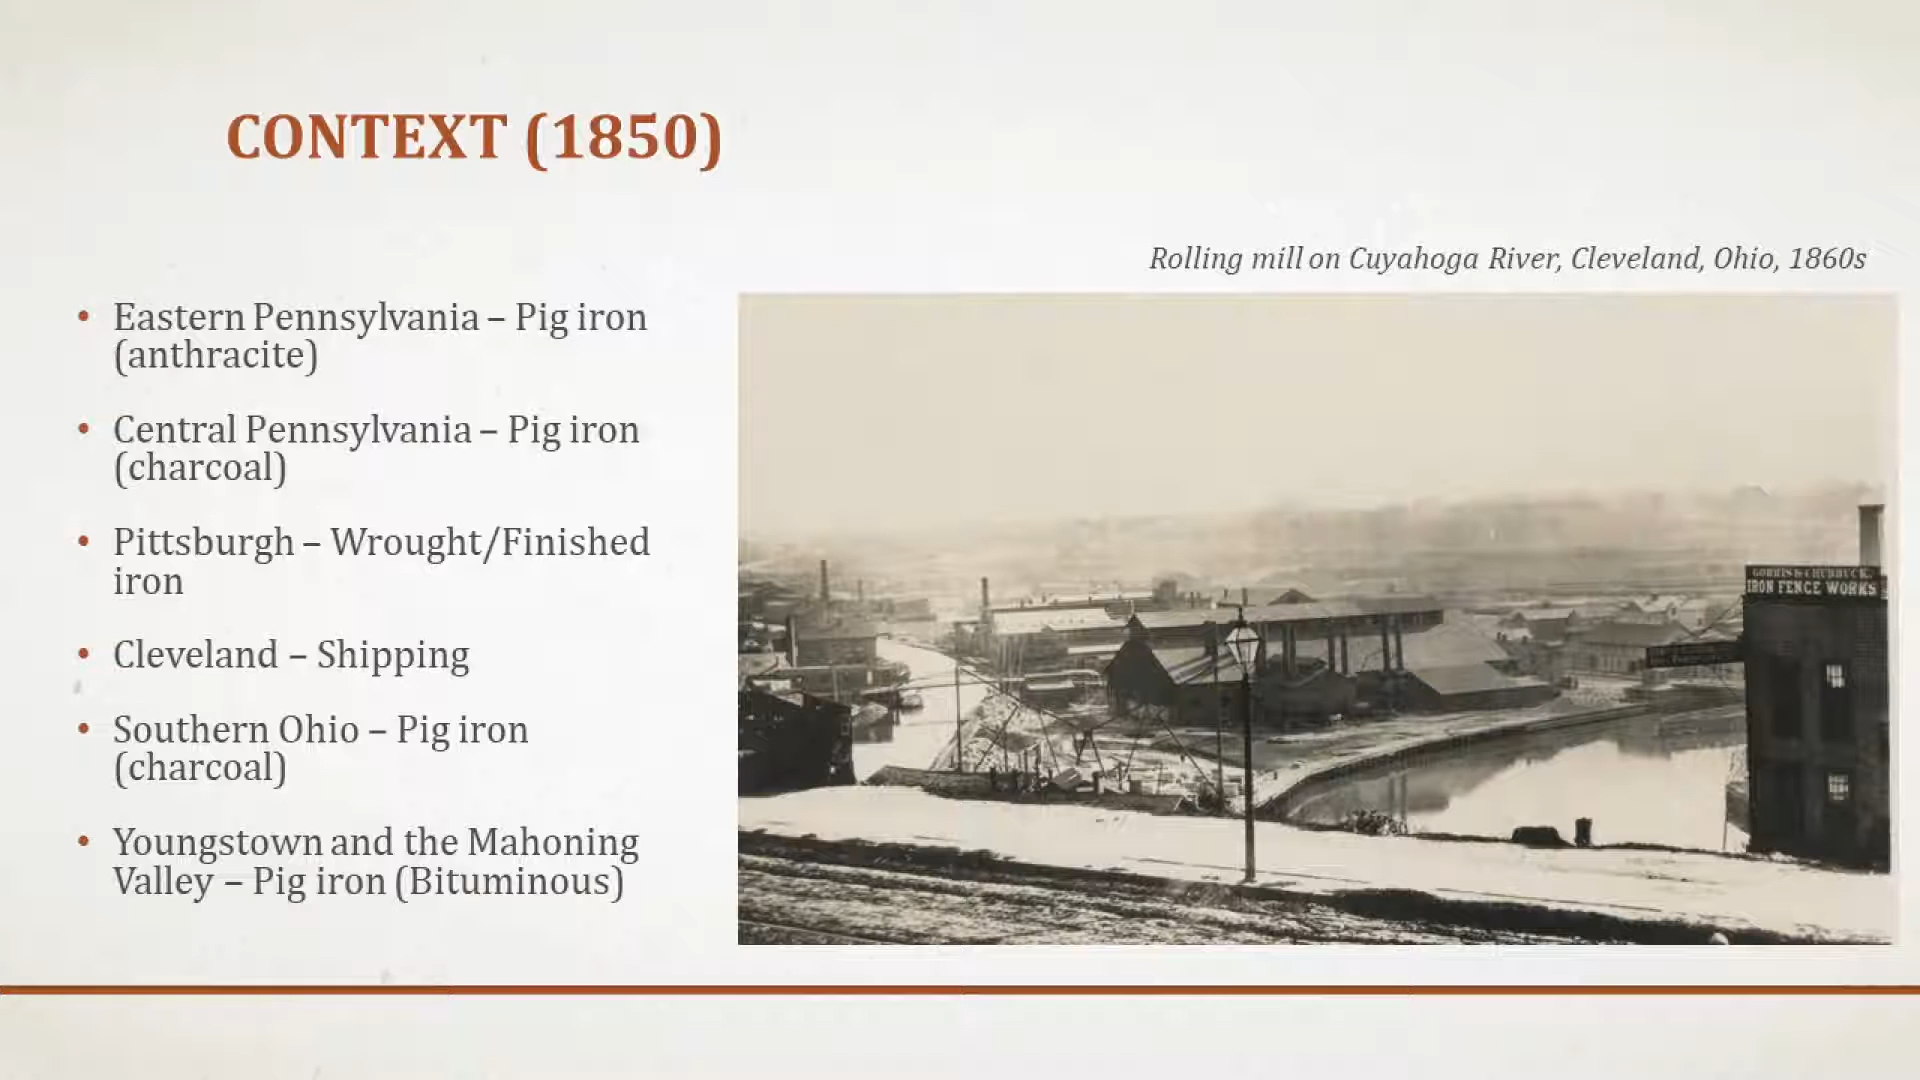 CONTEXT (1850)
Rolling mill on Cuyahoga River, Cleveland, Ohio, 1860s
• Eastern Pennsylvania – Pig iron
(anthracite)
• Central Pennsylvania – Pig iron
(charcoal)
• Pittsburgh – Wrought/Finished
iron
• Cleveland – Shipping
• Southern Ohio – Pig iron
(charcoal)
• Youngstown and the Mahoning
Valley – Pig iron (Bituminous)
IRON FENCE WORKS